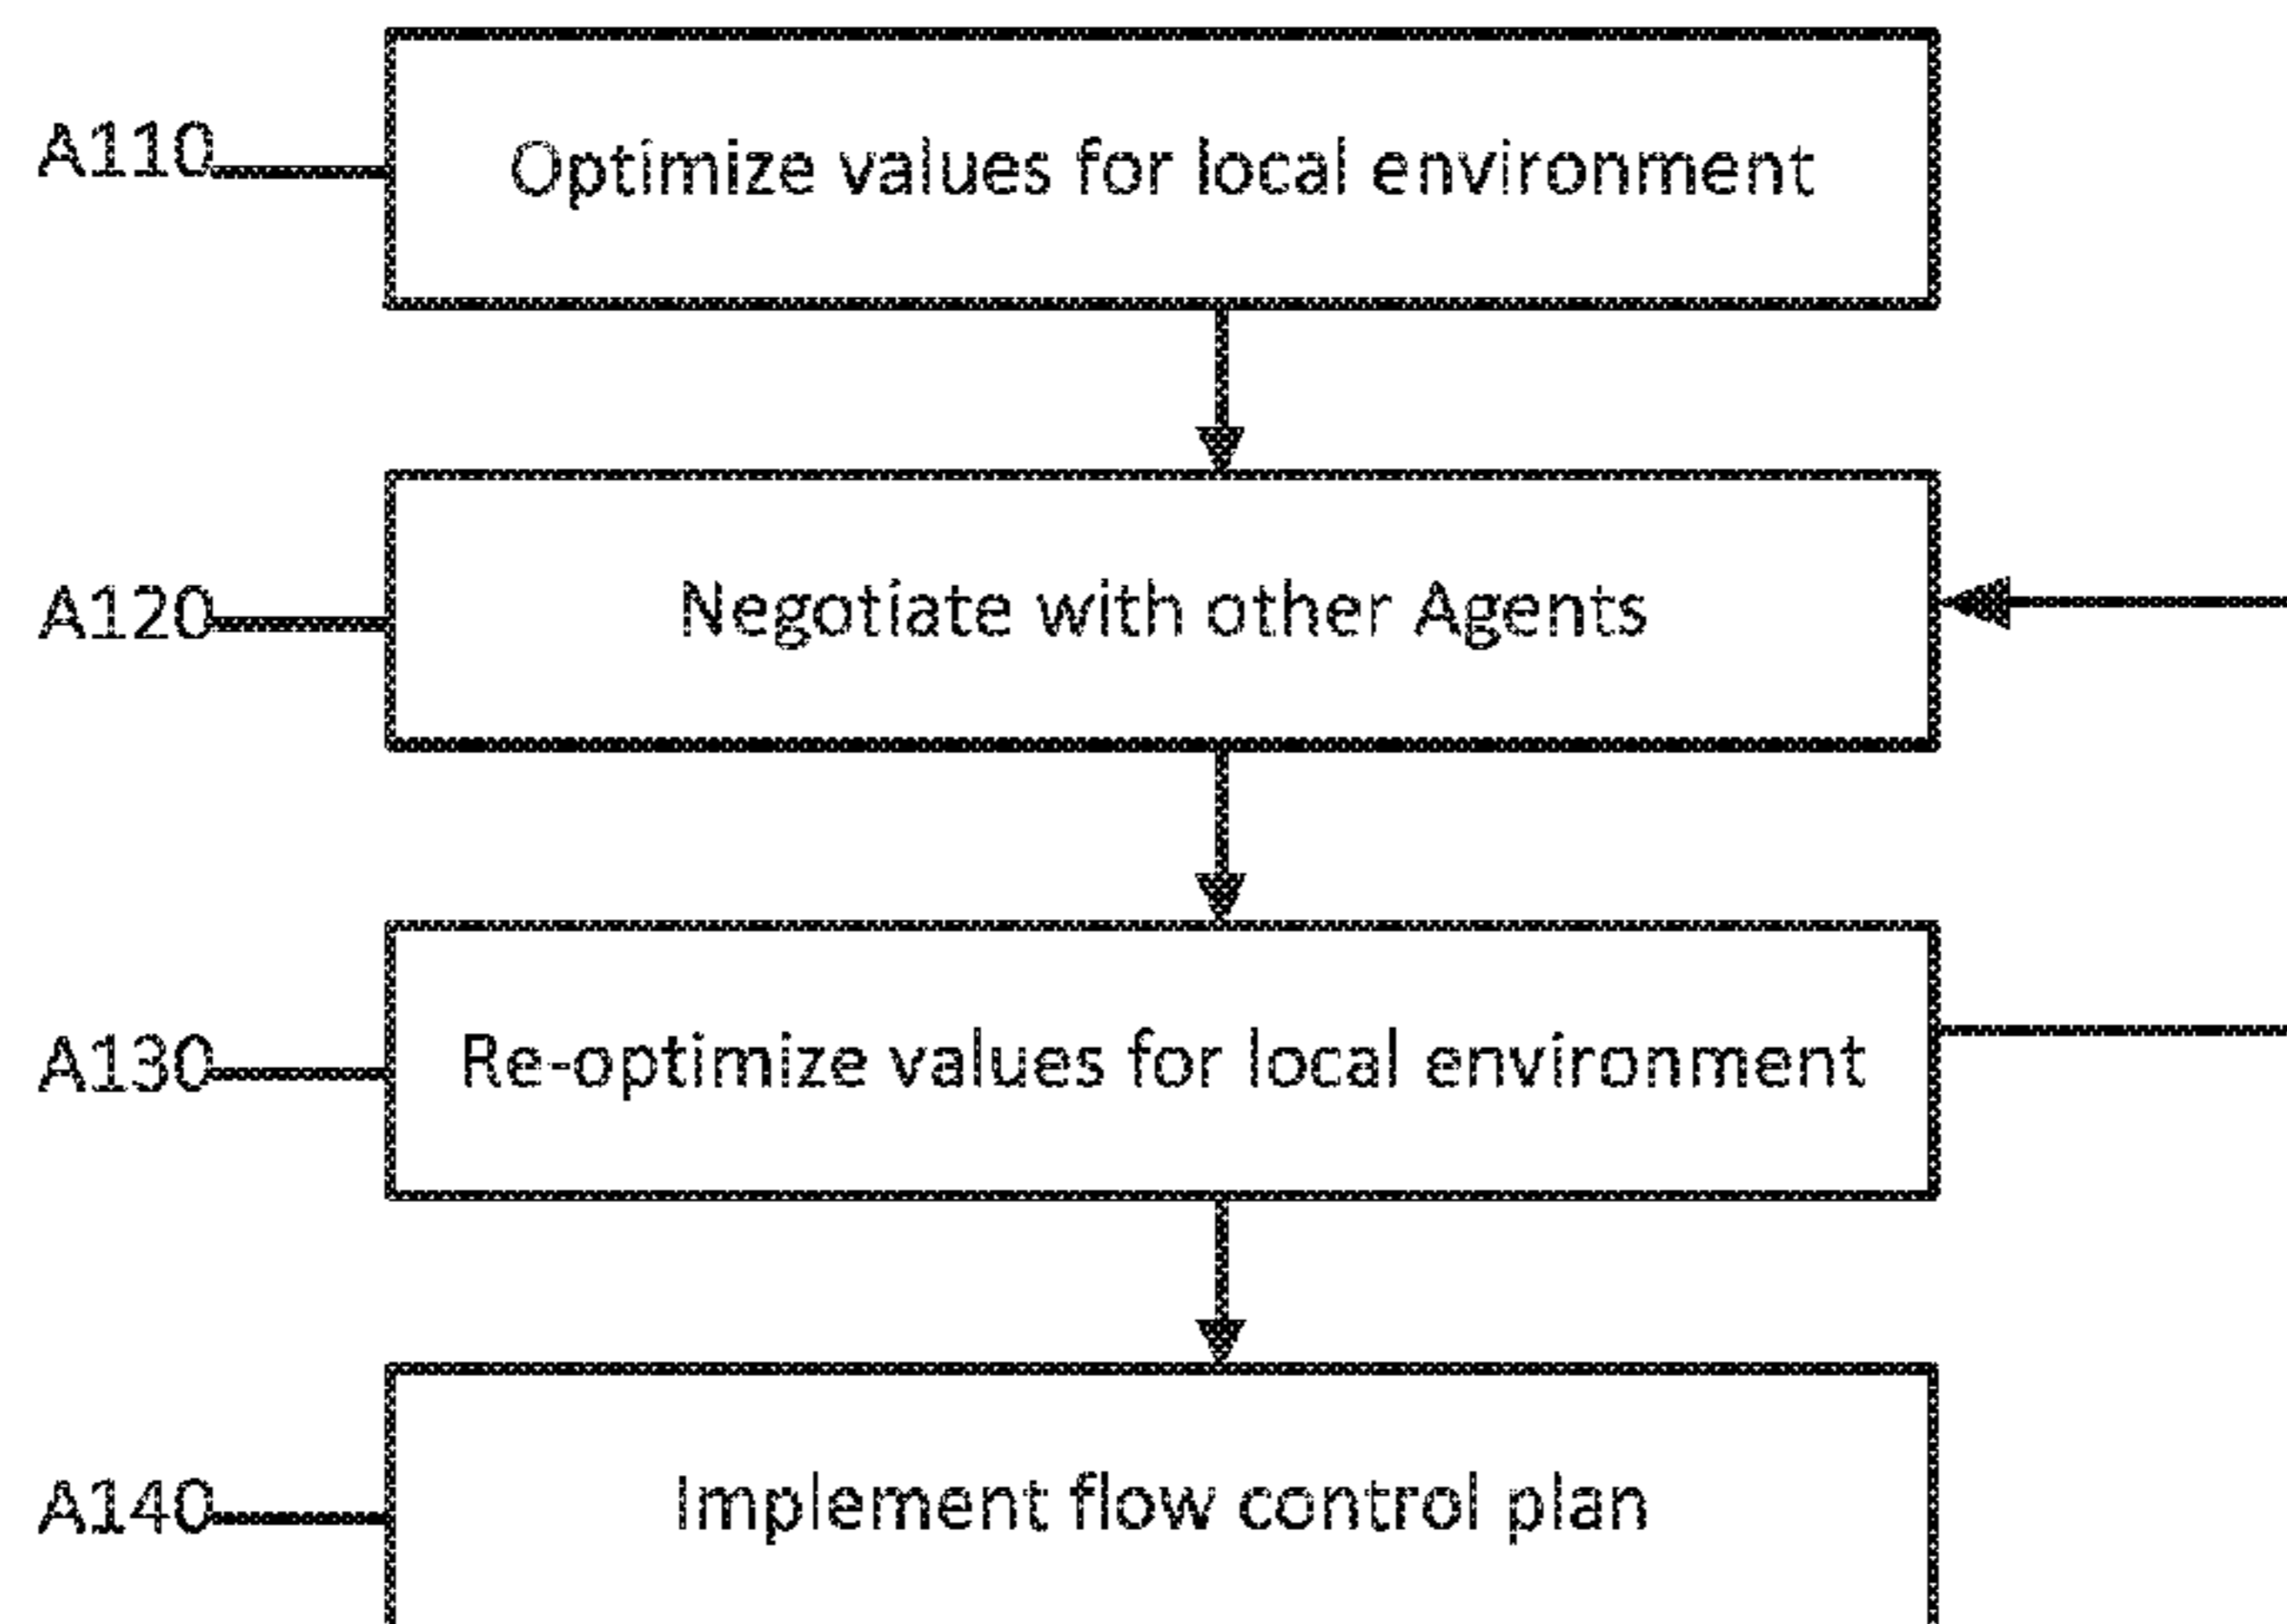 A110
Optimize values for local environment
A120
Negotiate with other Agents
A130
Re-optimize values for local environment
A140
Implement flow control plan